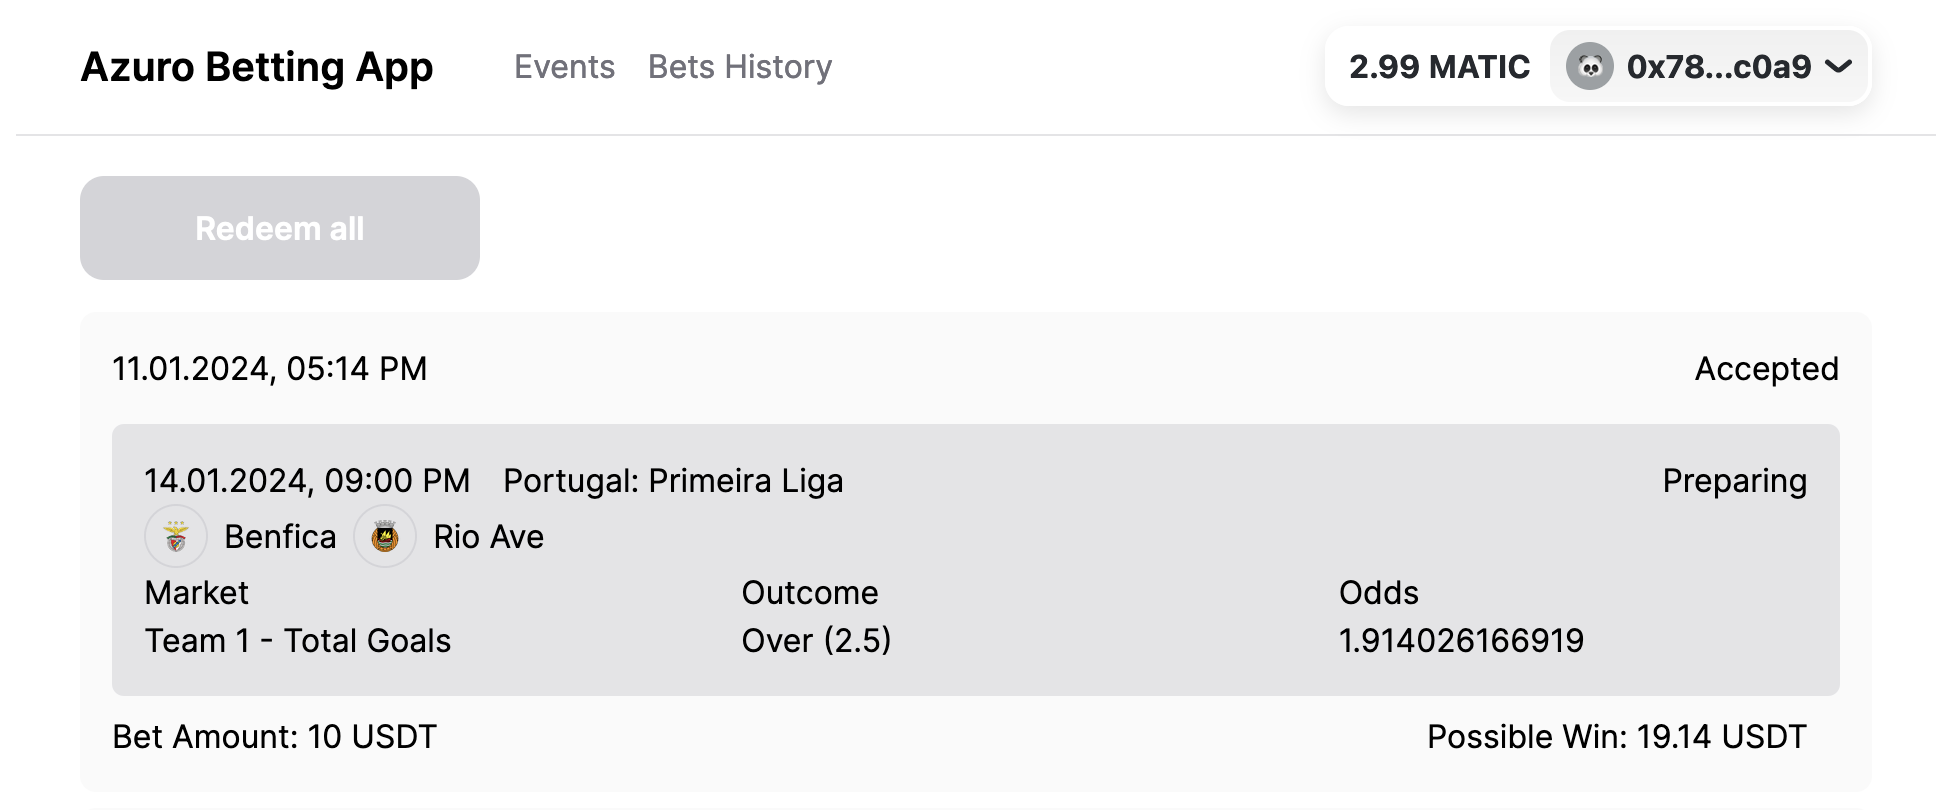 Azuro Betting App Events Bets History 2.99 MATIC 0x78...c0a9
Redeem all
11.01.2024, 05:14 PM Accepted
14.01.2024, 09:00 PM Portugal: Primeira Liga Preparing
Benfica Rio Ave
Market Outcome Odds
Team 1 - Total Goals Over (2.5) 1.914026166919
Bet Amount: 10 USDT Possible Win: 19.14 USDT